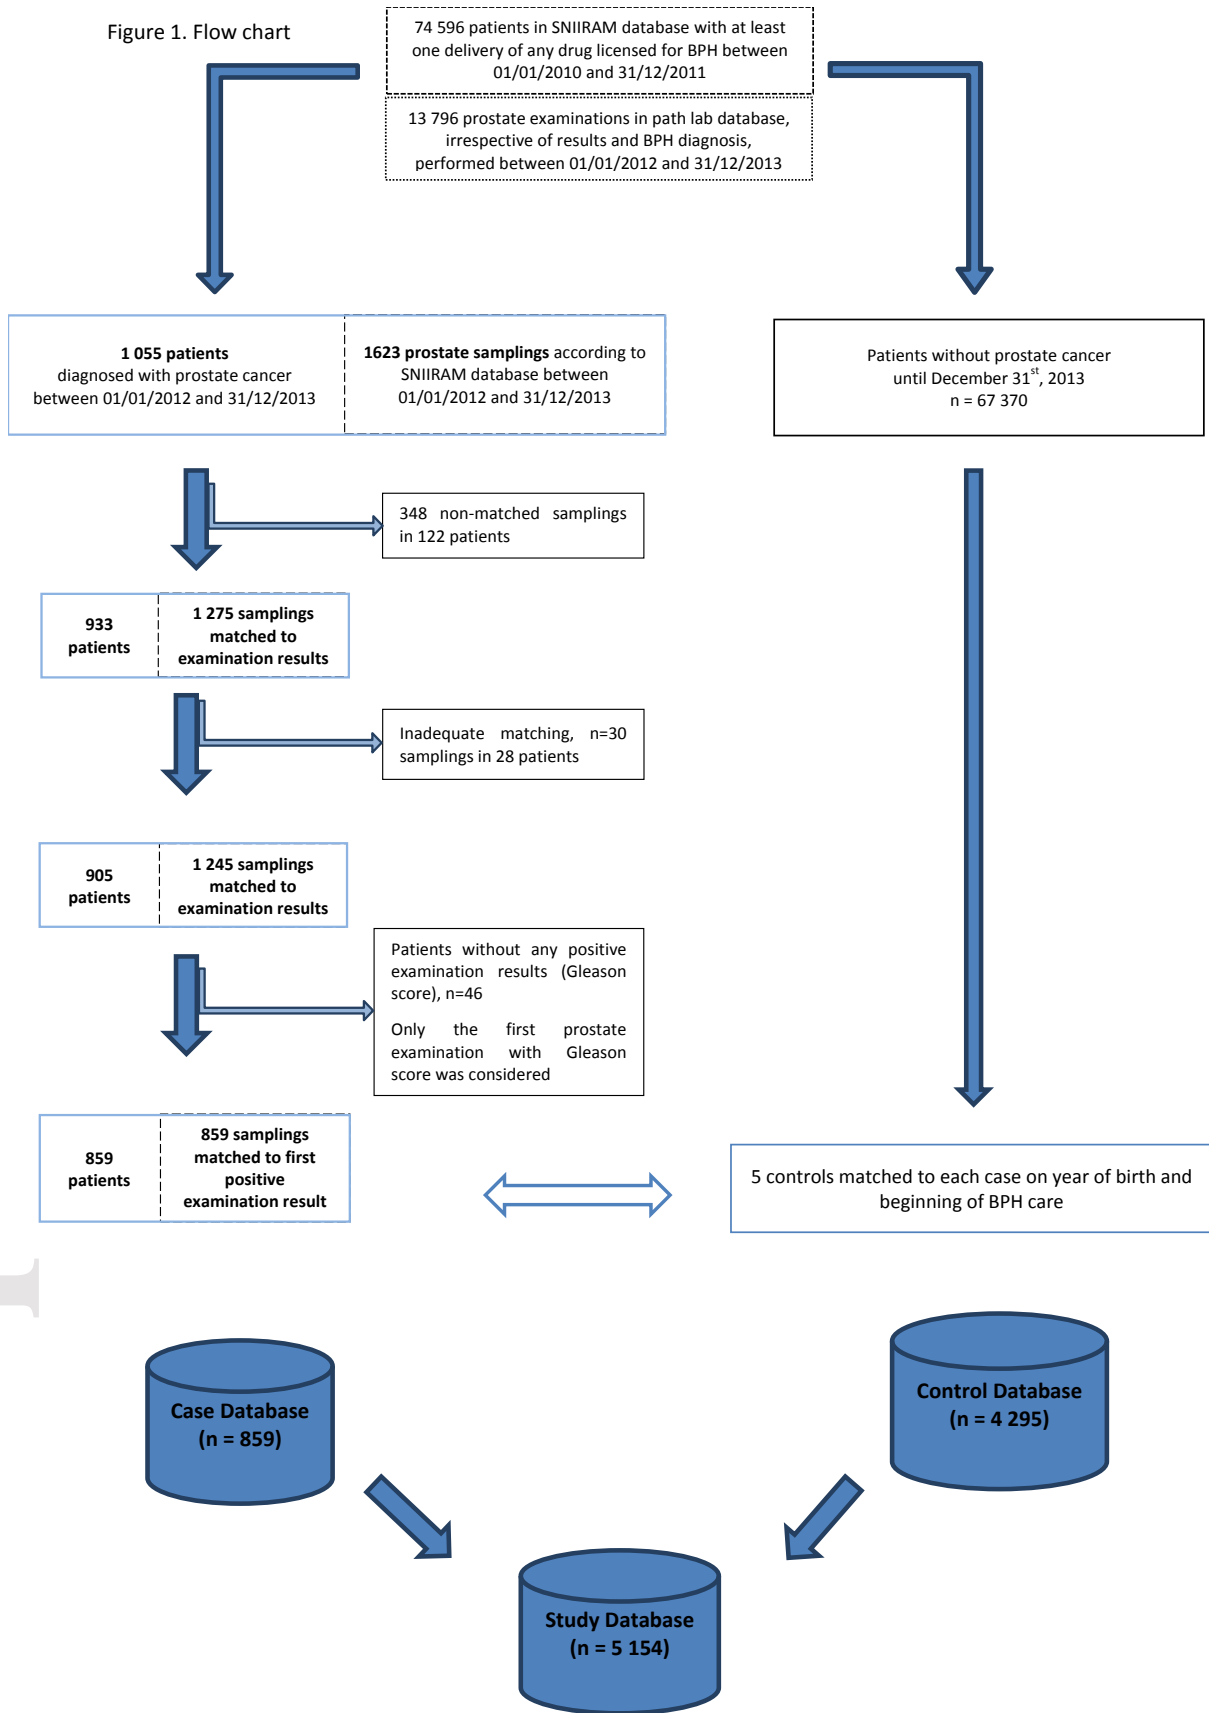 Figure 1. Flow chart
74 596 patients in SNIIRAM database with at least
one delivery of any drug licensed for BPH between
01/01/2010 and 31/12/2011
13 796 prostate examinations in path lab database,
irrespective of results and BPH diagnosis,
performed between 01/01/2012 and 31/12/2013
1 055 patients
diagnosed with prostate cancer
between 01/01/2012 and 31/12/2013
1623 prostate samplings according to
SNIIRAM database between
01/01/2012 and 31/12/2013
Patients without prostate cancer
until December 31st, 2013
n = 67 370
348 non-matched samplings
in 122 patients
933
patients
1 275 samplings
matched to
examination results
Inadequate matching, n=30
samplings in 28 patients
905
patients
1 245 samplings
matched to
examination results
Patients without any positive
examination results (Gleason
score), n=46
Only the first prostate
examination with Gleason
score was considered
859
patients
859 samplings
matched to first
positive
examination result
5 controls matched to each case on year of birth and
beginning of BPH care
Case Database
(n = 859)
Control Database
(n = 4 295)
Study Database
(n = 5 154)